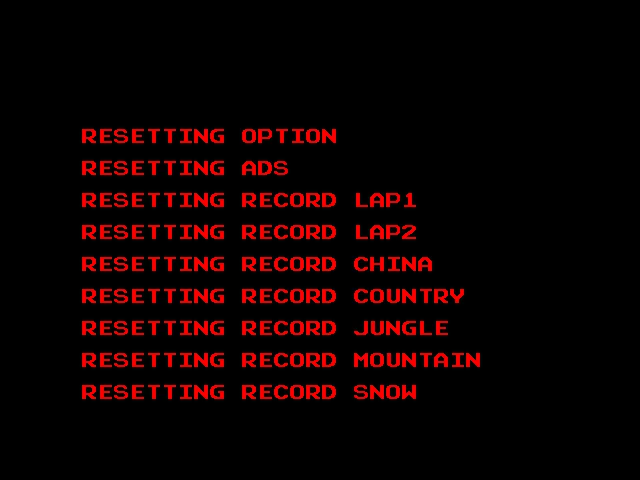 RESETTING OPTION
RESETTING ADS
RESETTING RECORD LAP1
RESETTING RECORD LAP2
RESETTING RECORD CHINA
RESETTING RECORD COUNTRY
RESETTING RECORD JUNGLE
RESETTING RECORD MOUNTAIN
RESETTING RECORD SNOW